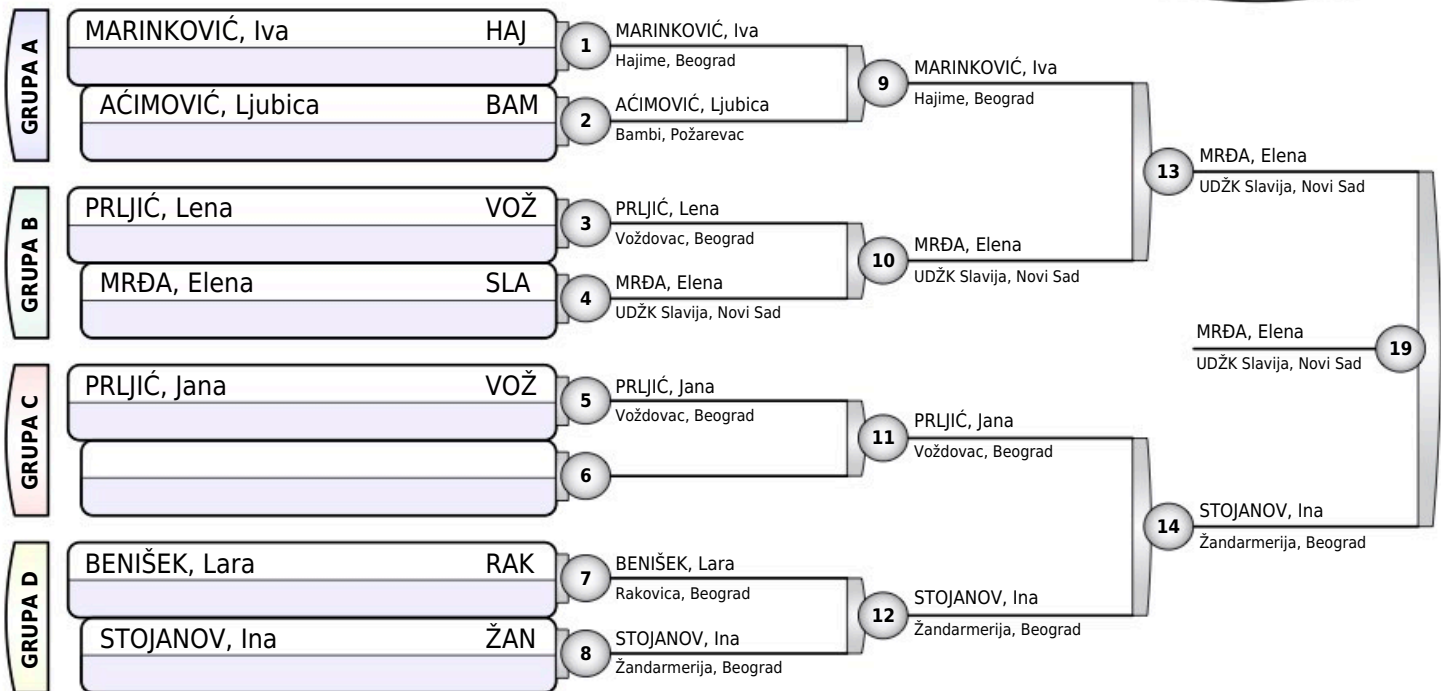 GRUPA A
MARINKOVIĆ, Iva HAJ
AĆIMOVIĆ, Ljubica BAM
GRUPA B
PRLJIĆ, Lena VOŽ
MRĐA, Elena SLA
GRUPA C
PRLJIĆ, Jana VOŽ
GRUPA D
BENIŠEK, Lara RAK
STOJANOV, Ina ŽAN
1
MARINKOVIĆ, Iva
Hajime, Beograd
2
AĆIMOVIĆ, Ljubica
Bambi, Požarevac
3
PRLJIĆ, Lena
Voždovac, Beograd
4
MRĐA, Elena
UDŽK Slavija, Novi Sad
5
PRLJIĆ, Jana
Voždovac, Beograd
6
7
BENIŠEK, Lara
Rakovica, Beograd
8
STOJANOV, Ina
Žandarmerija, Beograd
9
MARINKOVIĆ, Iva
Hajime, Beograd
10
MRĐA, Elena
UDŽK Slavija, Novi Sad
11
PRLJIĆ, Jana
Voždovac, Beograd
12
STOJANOV, Ina
Žandarmerija, Beograd
13
MRĐA, Elena
UDŽK Slavija, Novi Sad
14
STOJANOV, Ina
Žandarmerija, Beograd
MRĐA, Elena
UDŽK Slavija, Novi Sad
19